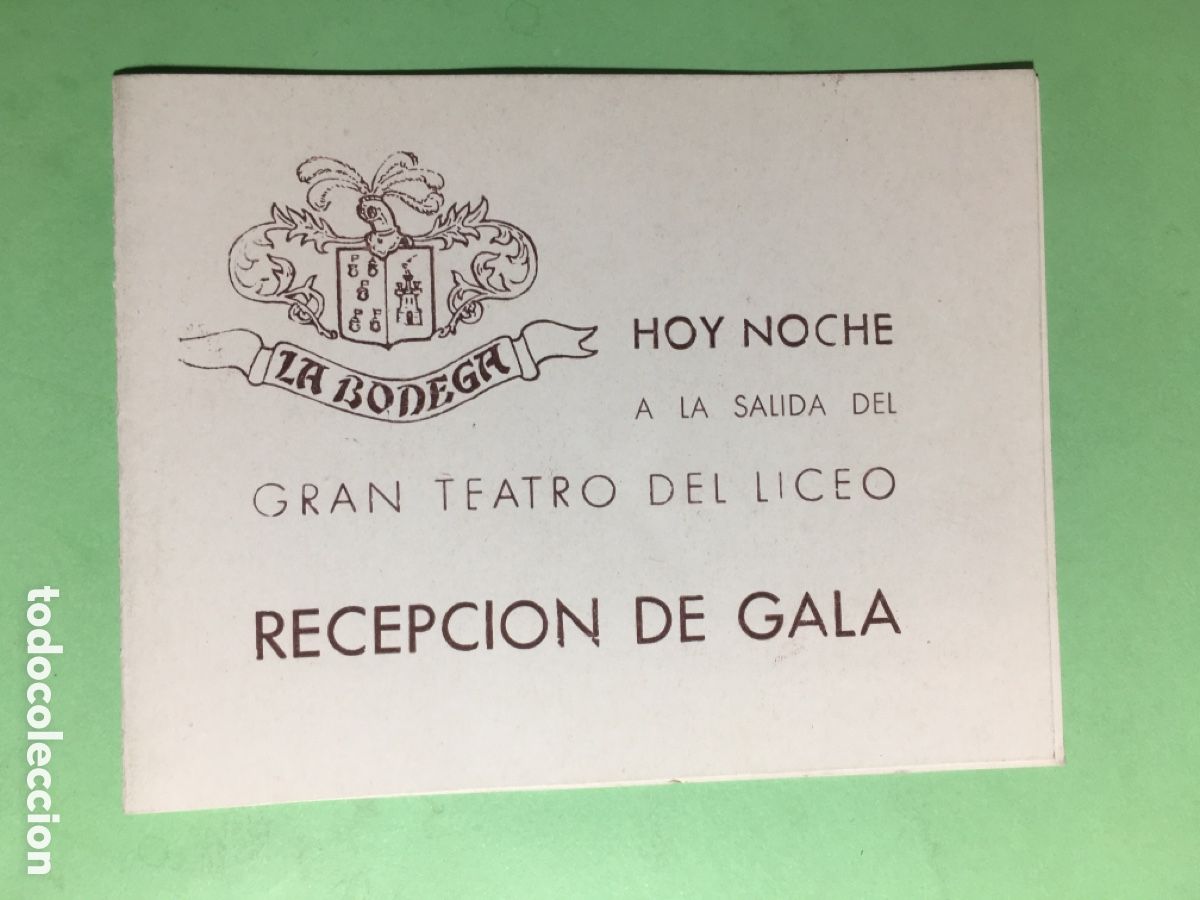 LA BODEGA
HOY NOCHE
A LA SALIDA DEL
GRAN TEATRO DEL LICEO
RECEPCION DE GALA
todocoleccion